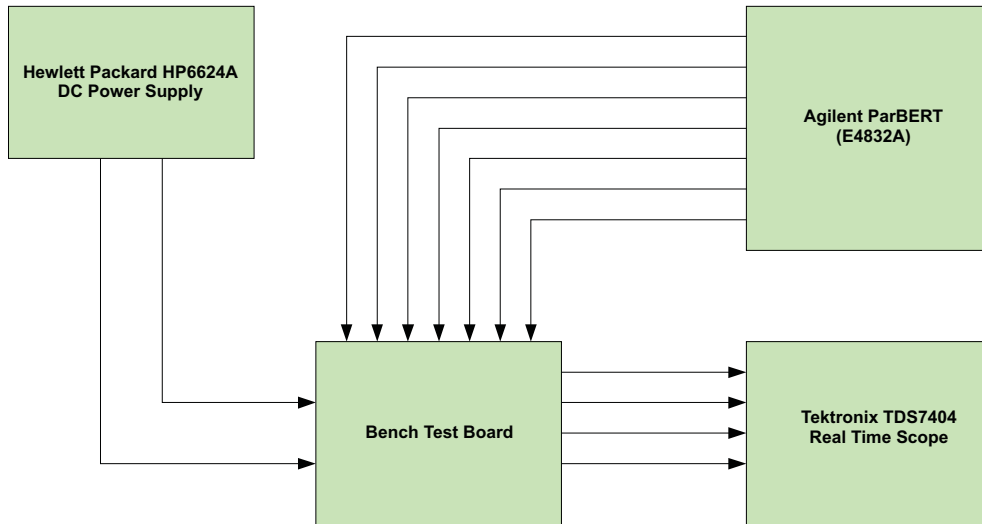 Hewlett Packard HP6624A
DC Power Supply
Agilent ParBERT
(E4832A)
Bench Test Board
Tektronix TDS7404
Real Time Scope